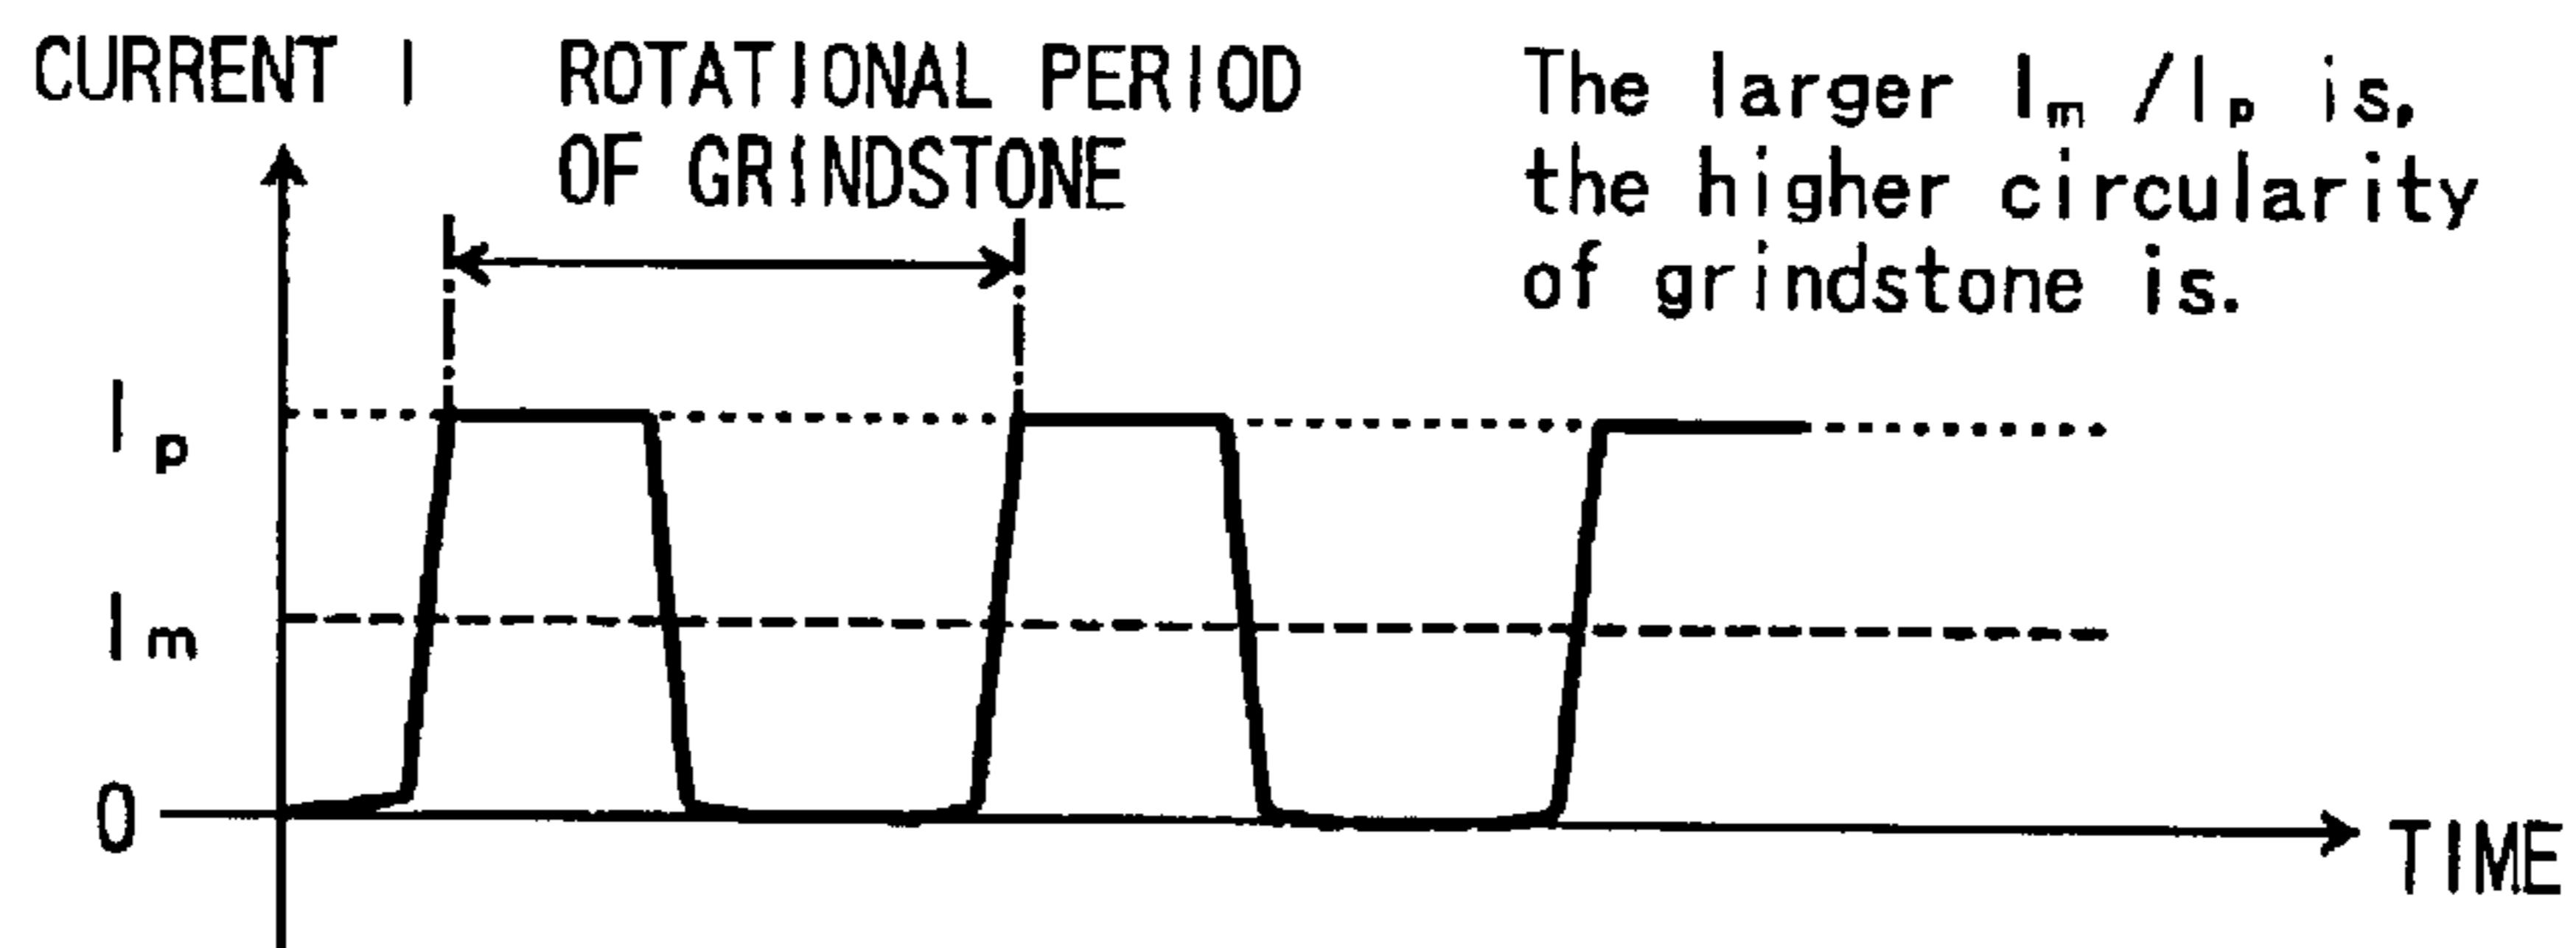 CURRENT I
ROTATIONAL PERIOD
OF GRINDSTONE
The larger Im /Ip is,
the higher circularity
of grindstone is.
Ip
Im
0
TIME